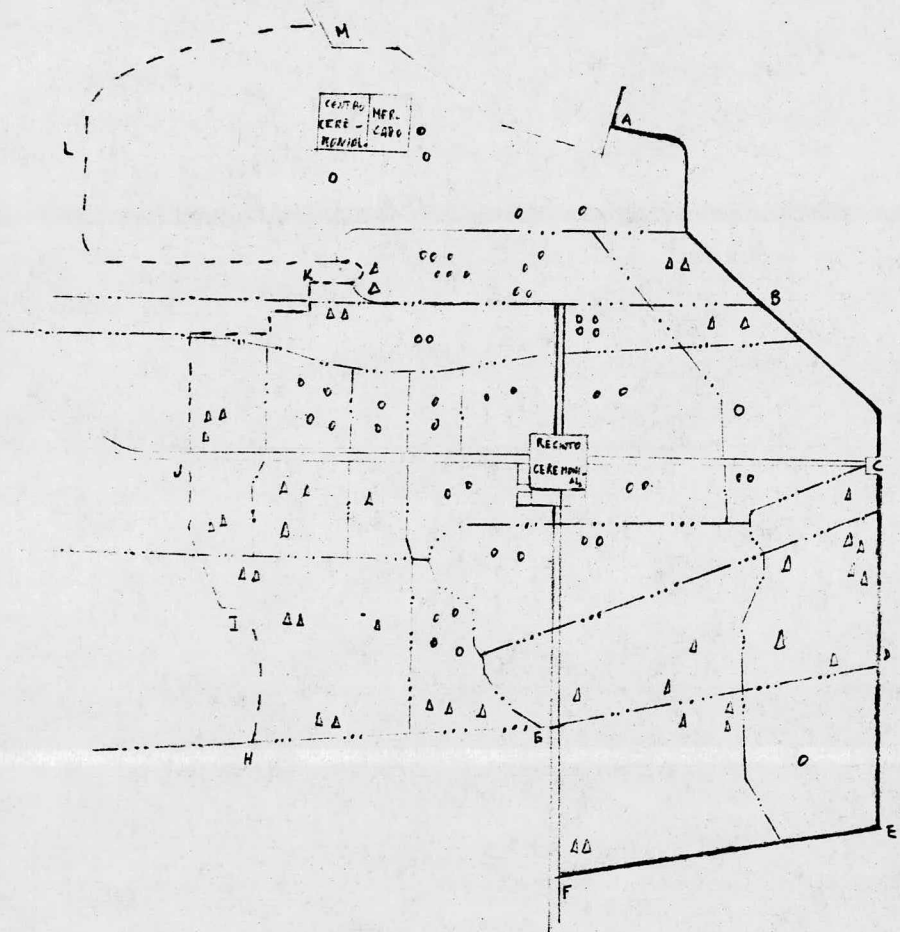 M
CENTRO
CERE-
MONIAL.
MER-
CADO
A
L
K
B
RECINTO
CEREMONI-
AL
C
J
I
D
G
H
E
F